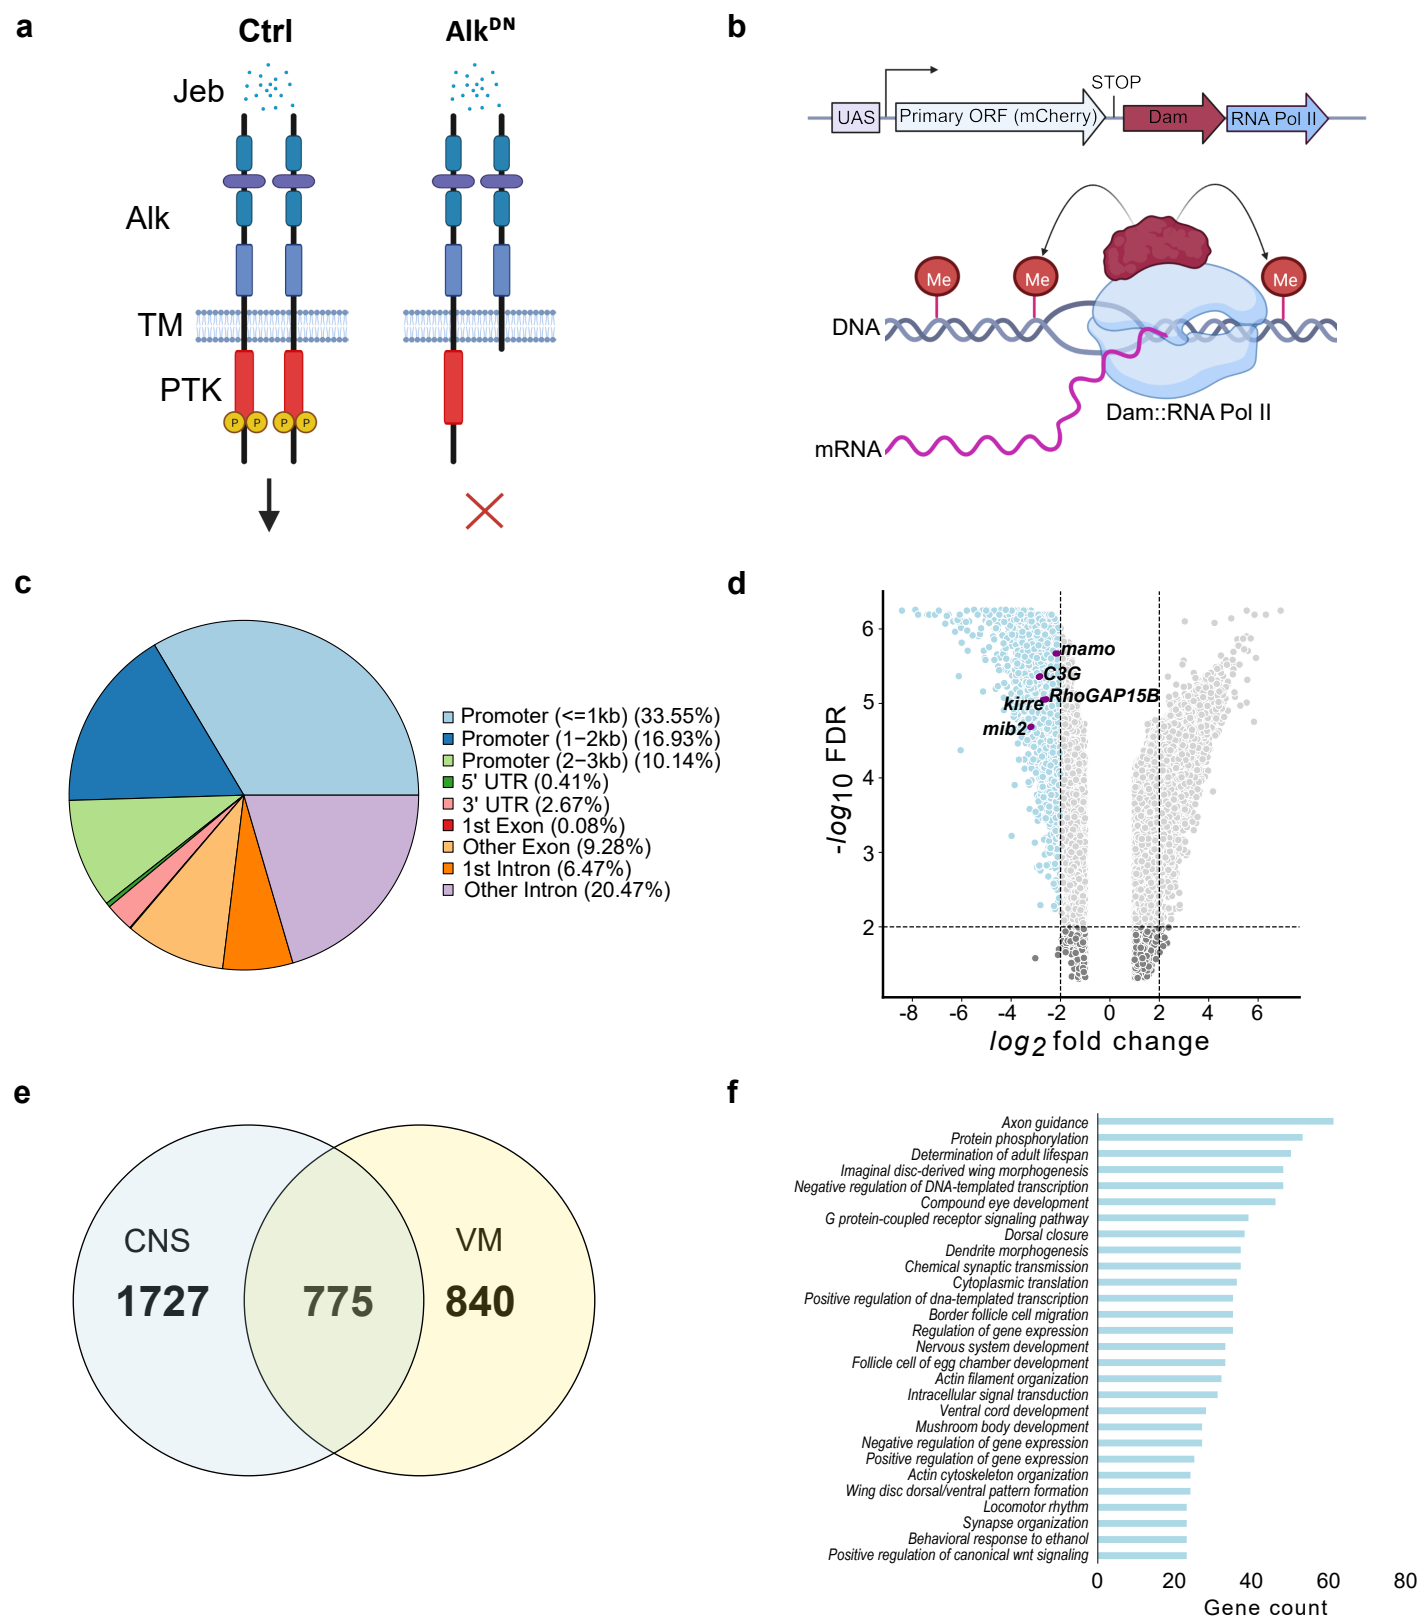 a
Ctrl
Alk^DN
Jeb
Alk
TM
PTK
P P P P
b
STOP
UAS
Primary ORF (mCherry)
Dam
RNA Pol II
Me
Me
Me
DNA
Dam::RNA Pol II
mRNA
c
Promoter (<=1kb) (33.55%)
Promoter (1−2kb) (16.93%)
Promoter (2−3kb) (10.14%)
5' UTR (0.41%)
3' UTR (2.67%)
1st Exon (0.08%)
Other Exon (9.28%)
1st Intron (6.47%)
Other Intron (20.47%)
d
-log10 FDR
6
5
4
3
2
mamo
C3G
RhoGAP15B
kirre
mib2
-8 -6 -4 -2 0 2 4 6
log2 fold change
e
CNS
VM
1727
775
840
f
Axon guidance
Protein phosphorylation
Determination of adult lifespan
Imaginal disc-derived wing morphogenesis
Negative regulation of DNA-templated transcription
Compound eye development
G protein-coupled receptor signaling pathway
Dorsal closure
Dendrite morphogenesis
Chemical synaptic transmission
Cytoplasmic translation
Positive regulation of dna-templated transcription
Border follicle cell migration
Regulation of gene expression
Nervous system development
Follicle cell of egg chamber development
Actin filament organization
Intracellular signal transduction
Ventral cord development
Mushroom body development
Negative regulation of gene expression
Positive regulation of gene expression
Actin cytoskeleton organization
Wing disc dorsal/ventral pattern formation
Locomotor rhythm
Synapse organization
Behavioral response to ethanol
Positive regulation of canonical wnt signaling
0 20 40 60 80
Gene count